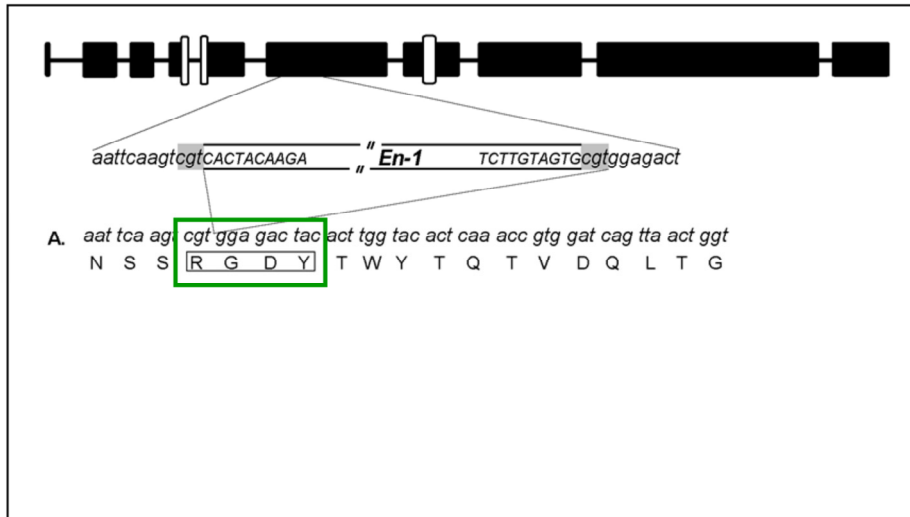 aattcaagtcgtCACTACAAGA // En-1 // TCTTGTAGTGcgtggagact
A. aat tca agt cgt gga gac tac act tgg tac act caa acc gtg gat cag tta act ggt
N S S R G D Y T W Y T Q T V D Q L T G